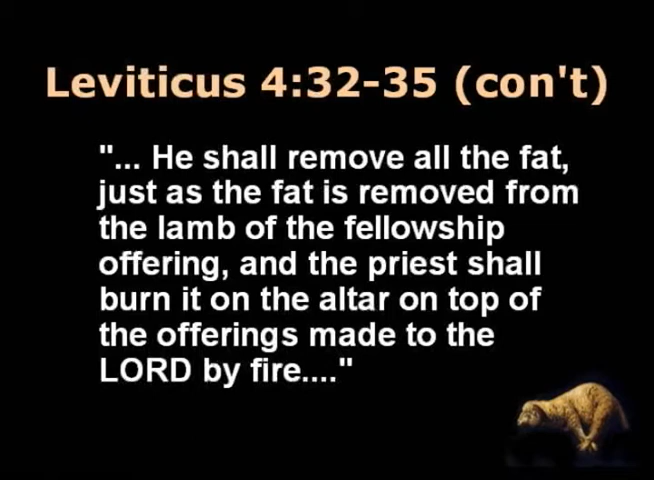 Leviticus 4:32-35 (con't)
"... He shall remove all the fat,
just as the fat is removed from
the lamb of the fellowship
offering, and the priest shall
burn it on the altar on top of
the offerings made to the
LORD by fire...."